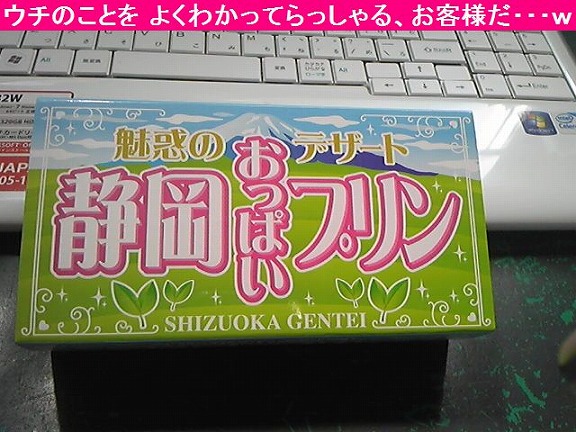 ウチのことを よくわかってらっしゃる、お客様だ・・・w
魅惑の デザート
静岡おっぱいプリン
SHIZUOKA GENTEI